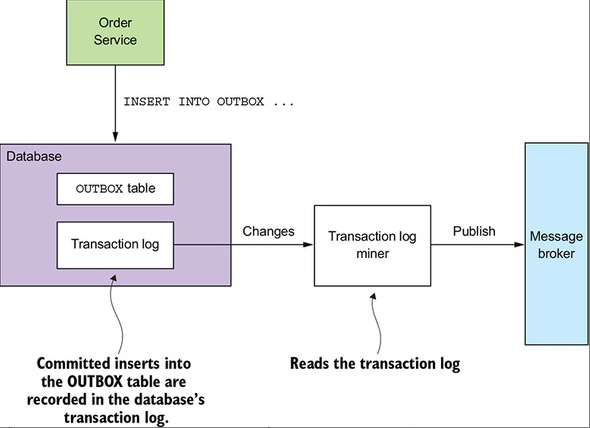 Order
Service
INSERT INTO OUTBOX ...
Database
OUTBOX table
Transaction log
Changes
Transaction log
miner
Publish
Message
broker
Committed inserts into
the OUTBOX table are
recorded in the database's
transaction log.
Reads the transaction log